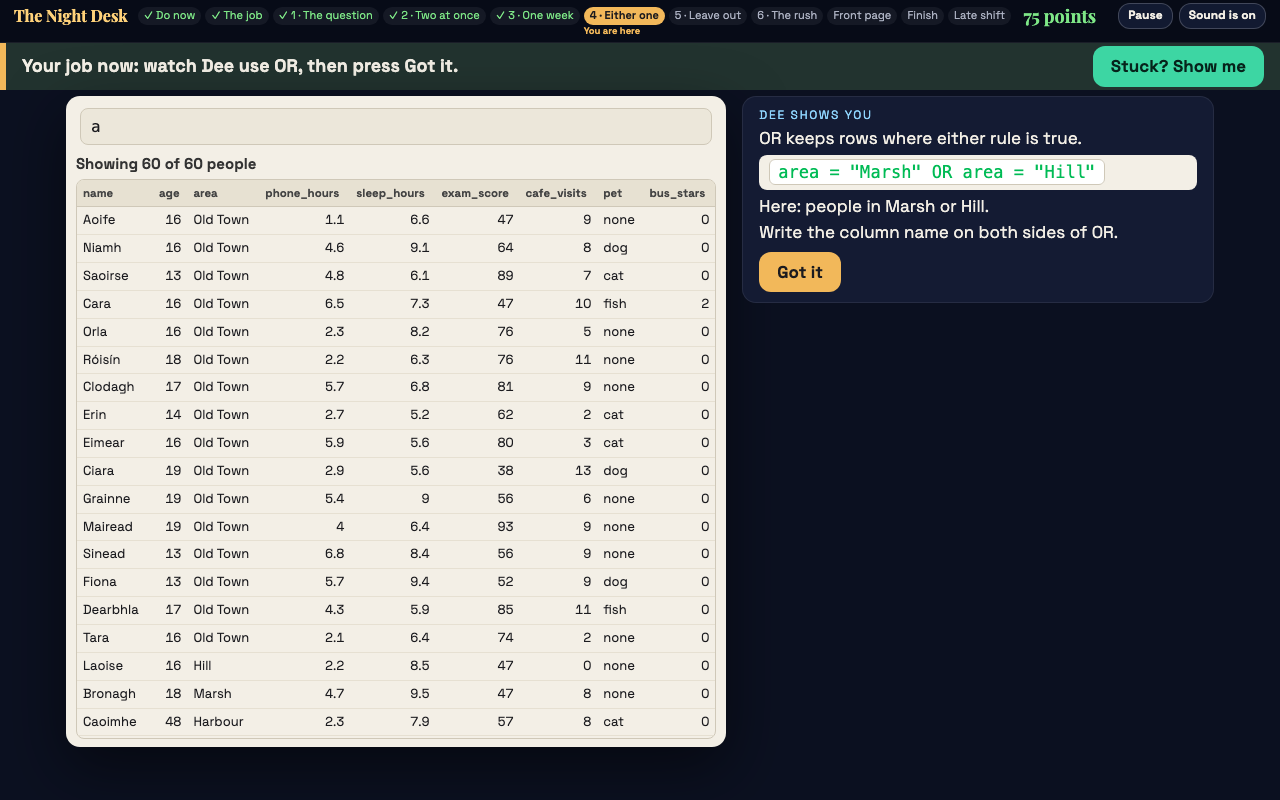 The Night Desk ✓ Do now ✓ The job ✓ 1 · The question ✓ 2 · Two at once ✓ 3 · One week 4 · Either one 5 · Leave out 6 · The rush Front page Finish Late shift 75 points Pause Sound is on
You are here
Your job now: watch Dee use OR, then press Got it. Stuck? Show me
a
Showing 60 of 60 people
name age area phone_hours sleep_hours exam_score cafe_visits pet bus_stars
Aoife 16 Old Town 1.1 6.6 47 9 none 0
Niamh 16 Old Town 4.6 9.1 64 8 dog 0
Saoirse 13 Old Town 4.8 6.1 89 7 cat 0
Cara 16 Old Town 6.5 7.3 47 10 fish 2
Orla 16 Old Town 2.3 8.2 76 5 none 0
Róisín 18 Old Town 2.2 6.3 76 11 none 0
Clodagh 17 Old Town 5.7 6.8 81 9 none 0
Erin 14 Old Town 2.7 5.2 62 2 cat 0
Eimear 16 Old Town 5.9 5.6 80 3 cat 0
Ciara 19 Old Town 2.9 5.6 38 13 dog 0
Grainne 19 Old Town 5.4 9 56 6 none 0
Mairead 19 Old Town 4 6.4 93 9 none 0
Sinead 13 Old Town 6.8 8.4 56 9 none 0
Fiona 13 Old Town 5.7 9.4 52 9 dog 0
Dearbhla 17 Old Town 4.3 5.9 85 11 fish 0
Tara 16 Old Town 2.1 6.4 74 2 none 0
Laoise 16 Hill 2.2 8.5 47 0 none 0
Bronagh 18 Marsh 4.7 9.5 47 8 none 0
Caoimhe 48 Harbour 2.3 7.9 57 8 cat 0
DEE SHOWS YOU
OR keeps rows where either rule is true.
area = "Marsh" OR area = "Hill"
Here: people in Marsh or Hill.
Write the column name on both sides of OR.
Got it